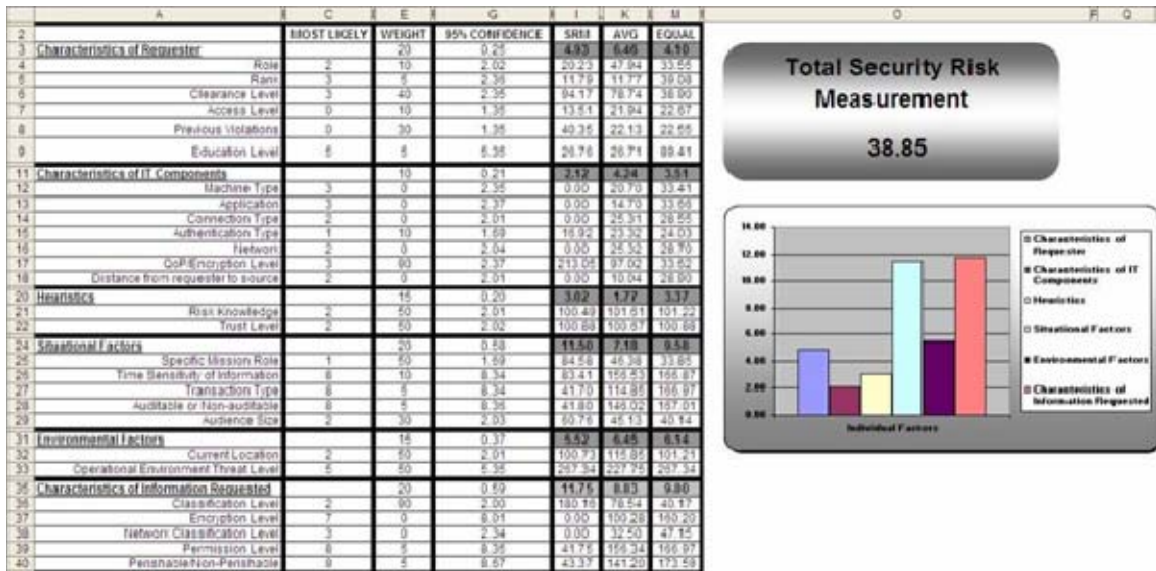 A C E G I K M O P Q
2 MOST LIKELY WEIGHT 95% CONFIDENCE SRM AVG EQUAL
3 Characteristics of Requester 20 0.25 4.93 6.46 4.10
4 Role 2 10 2.02 20.23 47.94 33.55
5 Rank 3 5 2.36 11.79 11.77 39.08
6 Cllearance Level 3 40 2.35 94.17 78.74 38.90
7 Access Level 0 10 1.35 13.51 21.94 22.67
8 Previous Violations 0 30 1.35 40.35 22.13 22.55
9 Education Level 5 5 5.35 26.76 26.71 89.41
11 Characteristics of IT Components 10 0.21 2.12 4.24 3.51
12 Machine Type 3 0 2.35 0.00 20.70 33.41
13 Application 3 0 2.37 0.00 14.70 33.66
14 Connection Type 2 0 2.01 0.00 25.31 28.55
15 Authentication Type 1 10 1.69 16.92 23.32 24.03
16 Network 2 0 2.04 0.00 25.32 28.70
17 QoP/Encryption Level 3 90 2.37 213.05 97.02 33.62
18 Distance from requester to source 2 0 2.01 0.00 10.04 28.90
20 Heuristics 15 0.20 3.02 1.77 3.37
21 Risk Knowledge 2 50 2.01 100.49 101.51 101.22
22 Trust Level 2 50 2.02 100.88 100.67 100.88
24 Situational Factors 20 0.58 11.50 7.18 9.58
25 Specific Mission Role 1 50 1.69 84.58 46.38 33.85
26 Time Sensitivity of Information 8 10 8.34 83.41 156.53 166.87
27 Transaction Type 8 5 8.34 41.70 114.85 166.97
28 Auditable or Non-auditable 8 5 8.36 41.80 146.02 167.01
29 Audience Size 2 30 2.03 60.76 45.13 40.14
31 Environmental Factors 15 0.37 5.52 6.45 6.14
32 Current Location 2 50 2.01 100.73 115.85 101.21
33 Operational Environment Threat Level 5 50 5.35 267.34 227.75 267.34
35 Characteristics of Information Requested 20 0.59 11.75 8.83 9.80
36 Classification Level 2 90 2.00 180.16 78.54 40.17
37 Encryption Level 7 0 8.01 0.00 100.28 160.20
38 Network Classification Level 3 0 2.34 0.00 32.50 47.15
39 Permission Level 8 5 8.35 41.75 156.34 166.97
40 Perishable/Non-Perishable 8 5 8.67 43.37 141.20 173.59
Total Security Risk
Measurement
38.85
14.00
12.00
10.00
8.00
6.00
4.00
2.00
0.00
Individual Factors
Characteristics of
Requester
Characteristics of IT
Components
Heuristics
Situational Factors
Environmental Factors
Characteristics of
Information Requested